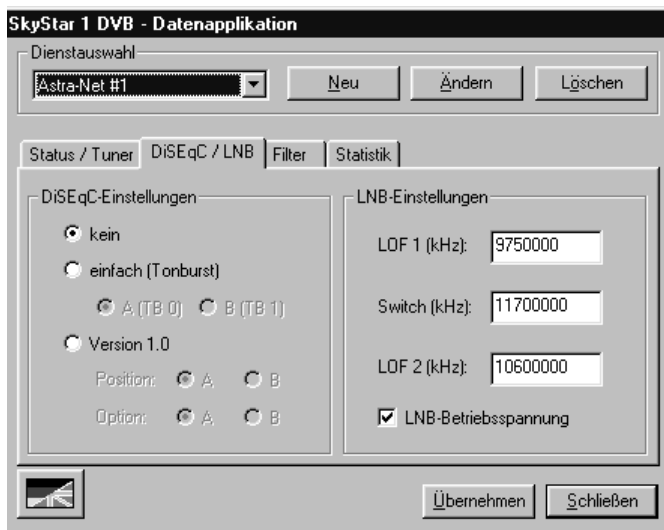 SkyStar 1 DVB - Datenapplikation
Dienstauswahl
Astra-Net #1
Neu
Ändern
Löschen
Status / Tuner
DiSEqC / LNB
Filter
Statistik
DiSEqC-Einstellungen
kein
einfach (Tonburst)
A (TB 0)
B (TB 1)
Version 1.0
Position:
A
B
Option:
A
B
LNB-Einstellungen
LOF 1 (kHz):
9750000
Switch (kHz):
11700000
LOF 2 (kHz):
10600000
LNB-Betriebsspannung
Übernehmen
Schließen